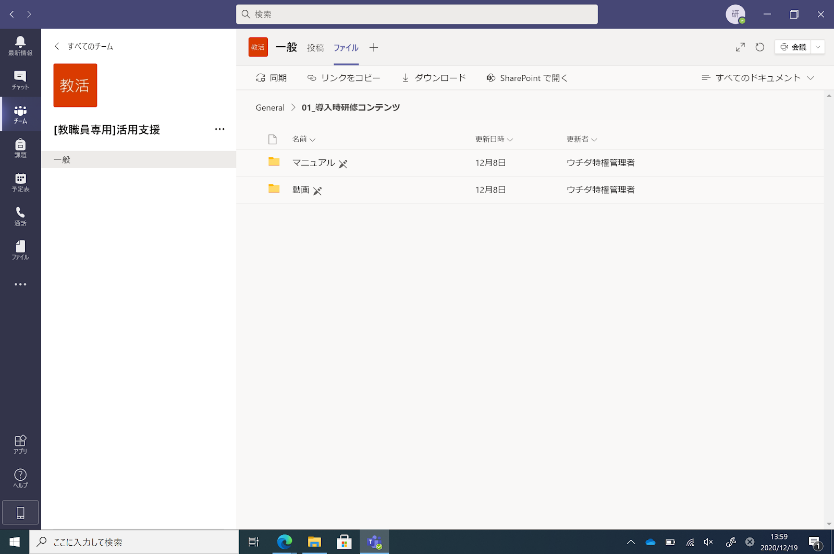 検索
研
最新情報
チャット
チーム
課題
予定表
通話
ファイル
アプリ
ヘルプ
すべてのチーム
教活
[教職員専用]活用支援
一般
教活
一般 投稿 ファイル
会議
同期 リンクをコピー ダウンロード SharePoint で開く すべてのドキュメント
General > 01_導入時研修コンテンツ
名前 更新日時 更新者
マニュアル 12月8日 ウチダ特権管理者
動画 12月8日 ウチダ特権管理者
ここに入力して検索
13:59
2020/12/19
1